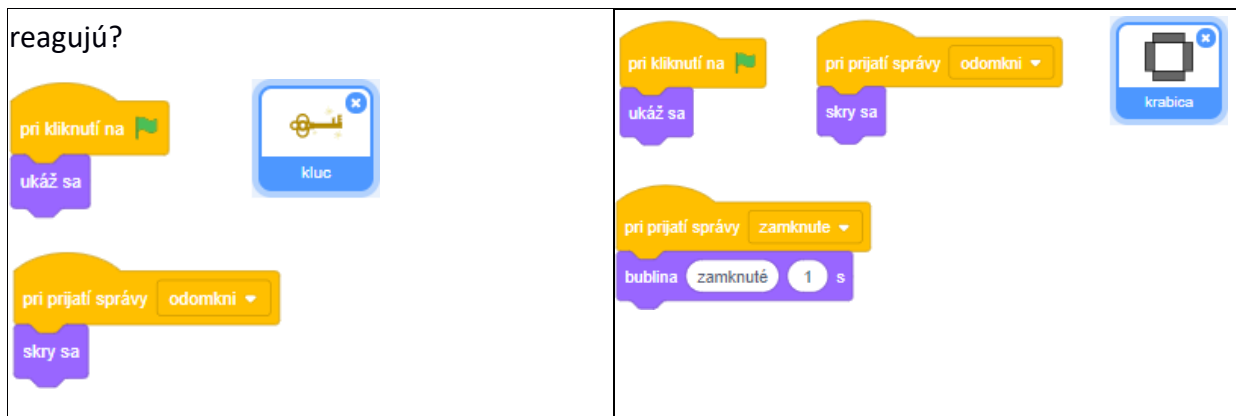 reagujú?
pri kliknutí na
ukáž sa
kluc
pri prijatí správy odomkni
skry sa
pri kliknutí na
ukáž sa
pri prijatí správy odomkni
skry sa
krabica
pri prijatí správy zamknute
bublina zamknuté 1 s